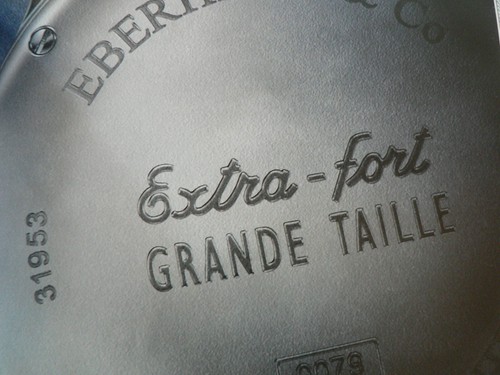 & Co
Extra-fort
GRANDE TAILLE
31953